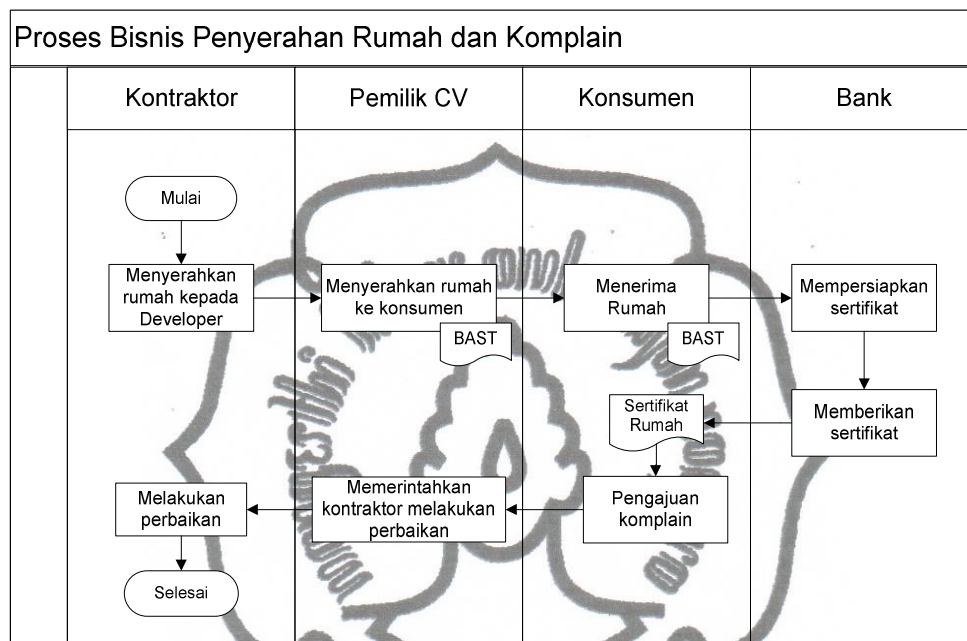 Proses Bisnis Penyerahan Rumah dan Komplain
Kontraktor
Pemilik CV
Konsumen
Bank
Mulai
Menyerahkan
rumah kepada
Developer
Menyerahkan rumah
ke konsumen
BAST
Menerima
Rumah
BAST
Mempersiapkan
sertifikat
Memberikan
sertifikat
Sertifikat
Rumah
Pengajuan
komplain
Memerintahkan
kontraktor melakukan
perbaikan
Melakukan
perbaikan
Selesai